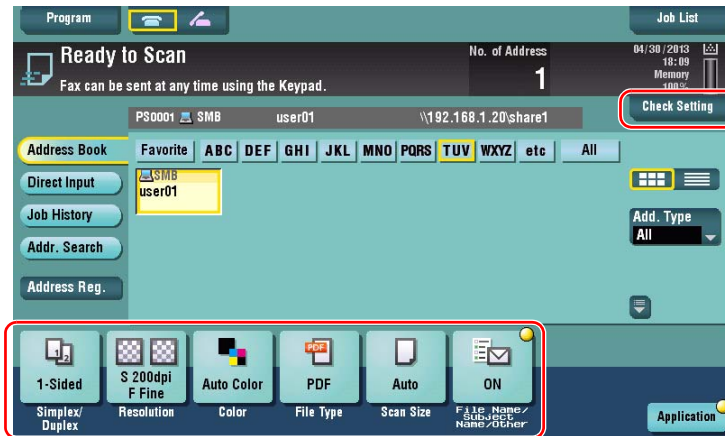 Program
Job List
Ready to Scan
Fax can be sent at any time using the Keypad.
No. of Address
1
04/30/2013
18:09
Memory
100%
Check Setting
PS0001 SMB user01 \\192.168.1.20\share1
Address Book
Favorite ABC DEF GHI JKL MNO PQRS TUV WXYZ etc All
SMB
user01
Direct Input
Job History
Addr. Search
Address Reg.
Add. Type
All
1-Sided
S 200dpi
F Fine
Auto Color
PDF
PDF
Auto
ON
Simplex/
Duplex
Resolution
Color
File Type
Scan Size
File Name/
Subject
Name/Other
Application